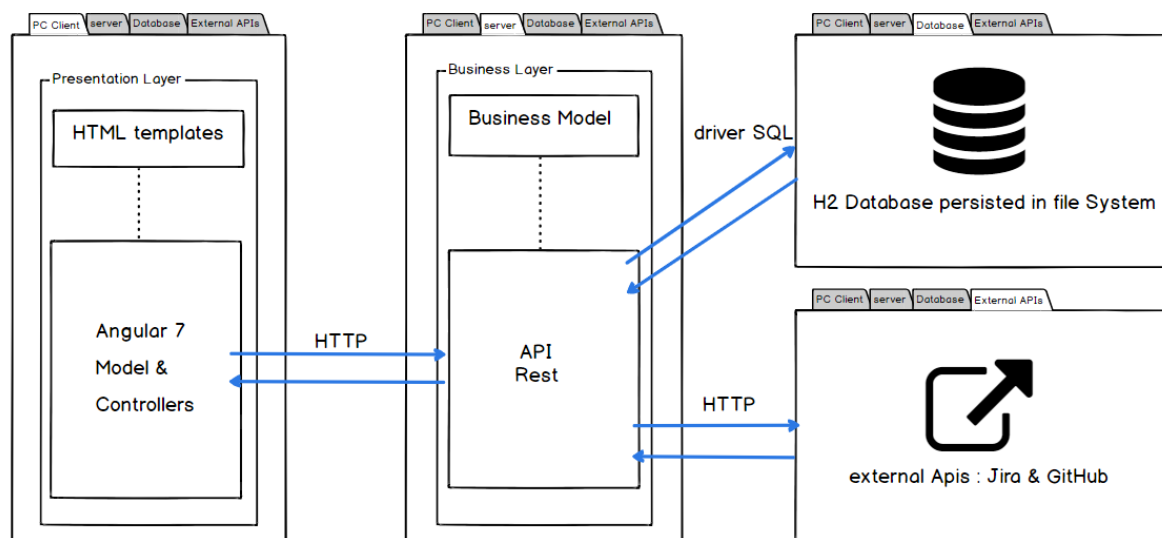 PC Client server Database External APIs
Presentation Layer
HTML templates
Angular 7
Model &
Controllers
HTTP
PC Client server Database External APIs
Business Layer
Business Model
API
Rest
driver SQL
HTTP
PC Client server Database External APIs
H2 Database persisted in file System
PC Client server Database External APIs
external Apis : Jira & GitHub